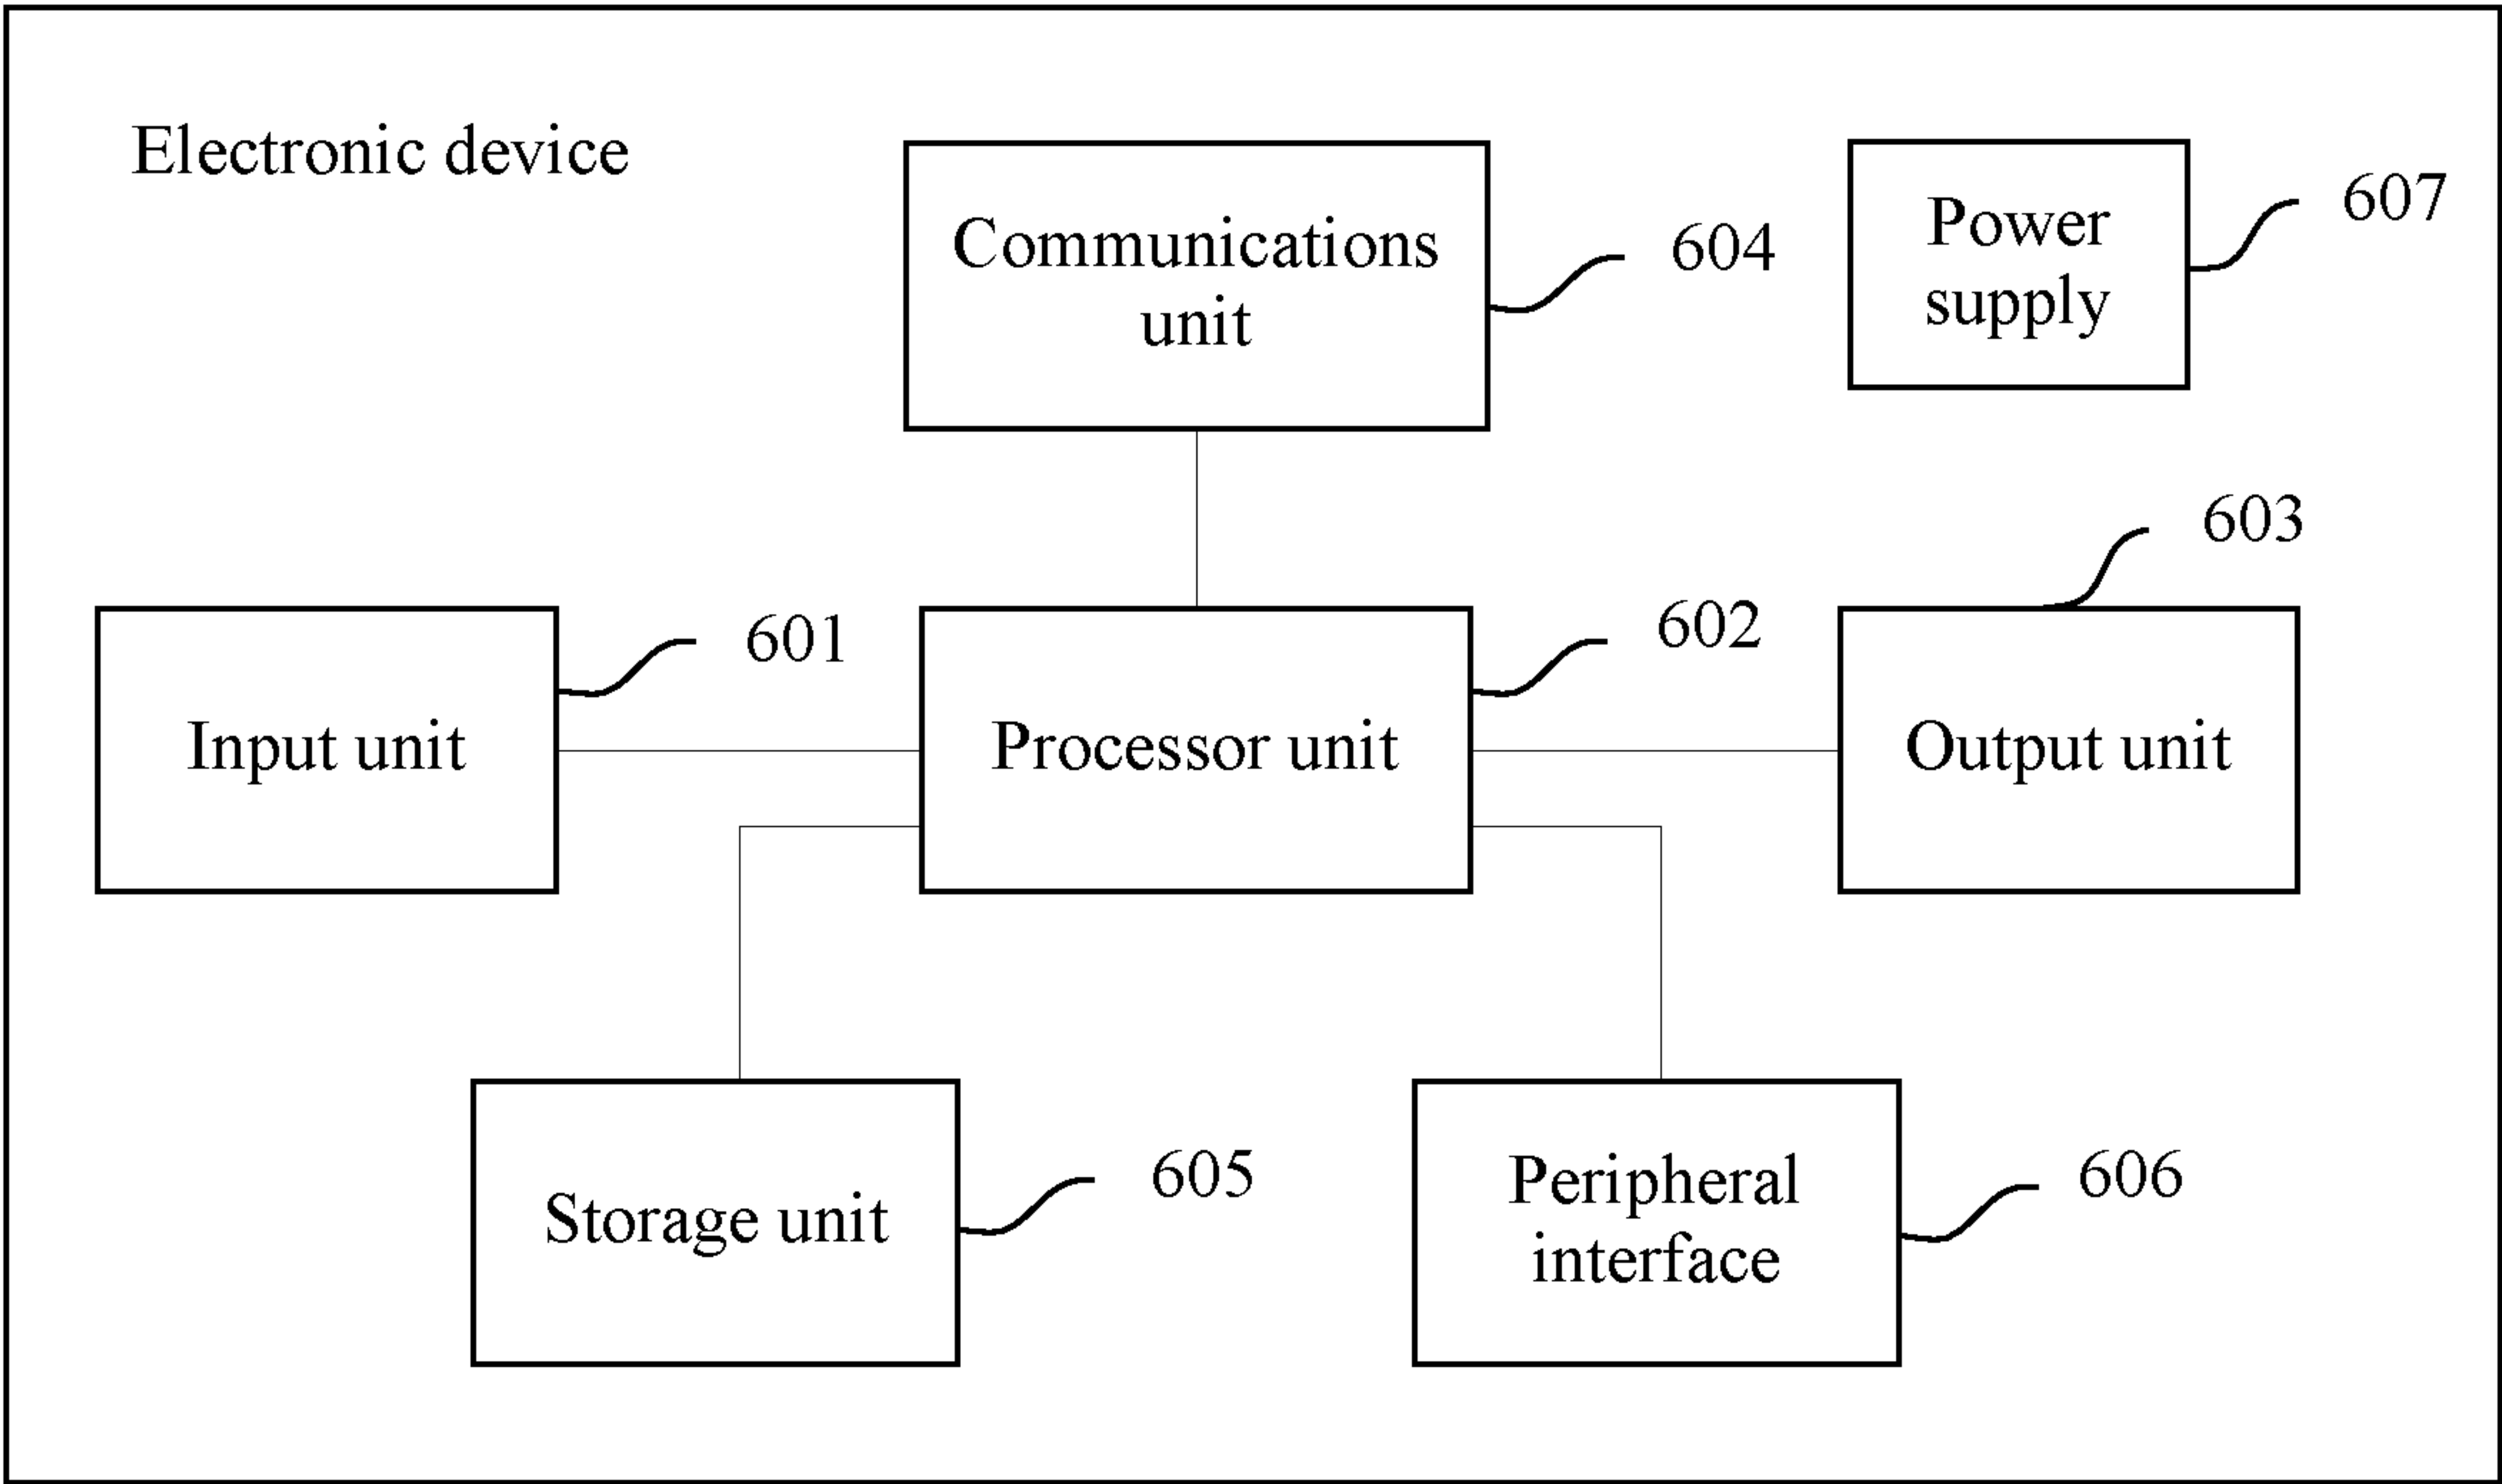 Electronic device
Communications
unit
604
Power
supply
607
603
601
602
Input unit
Processor unit
Output unit
605
Storage unit
Peripheral
interface
606